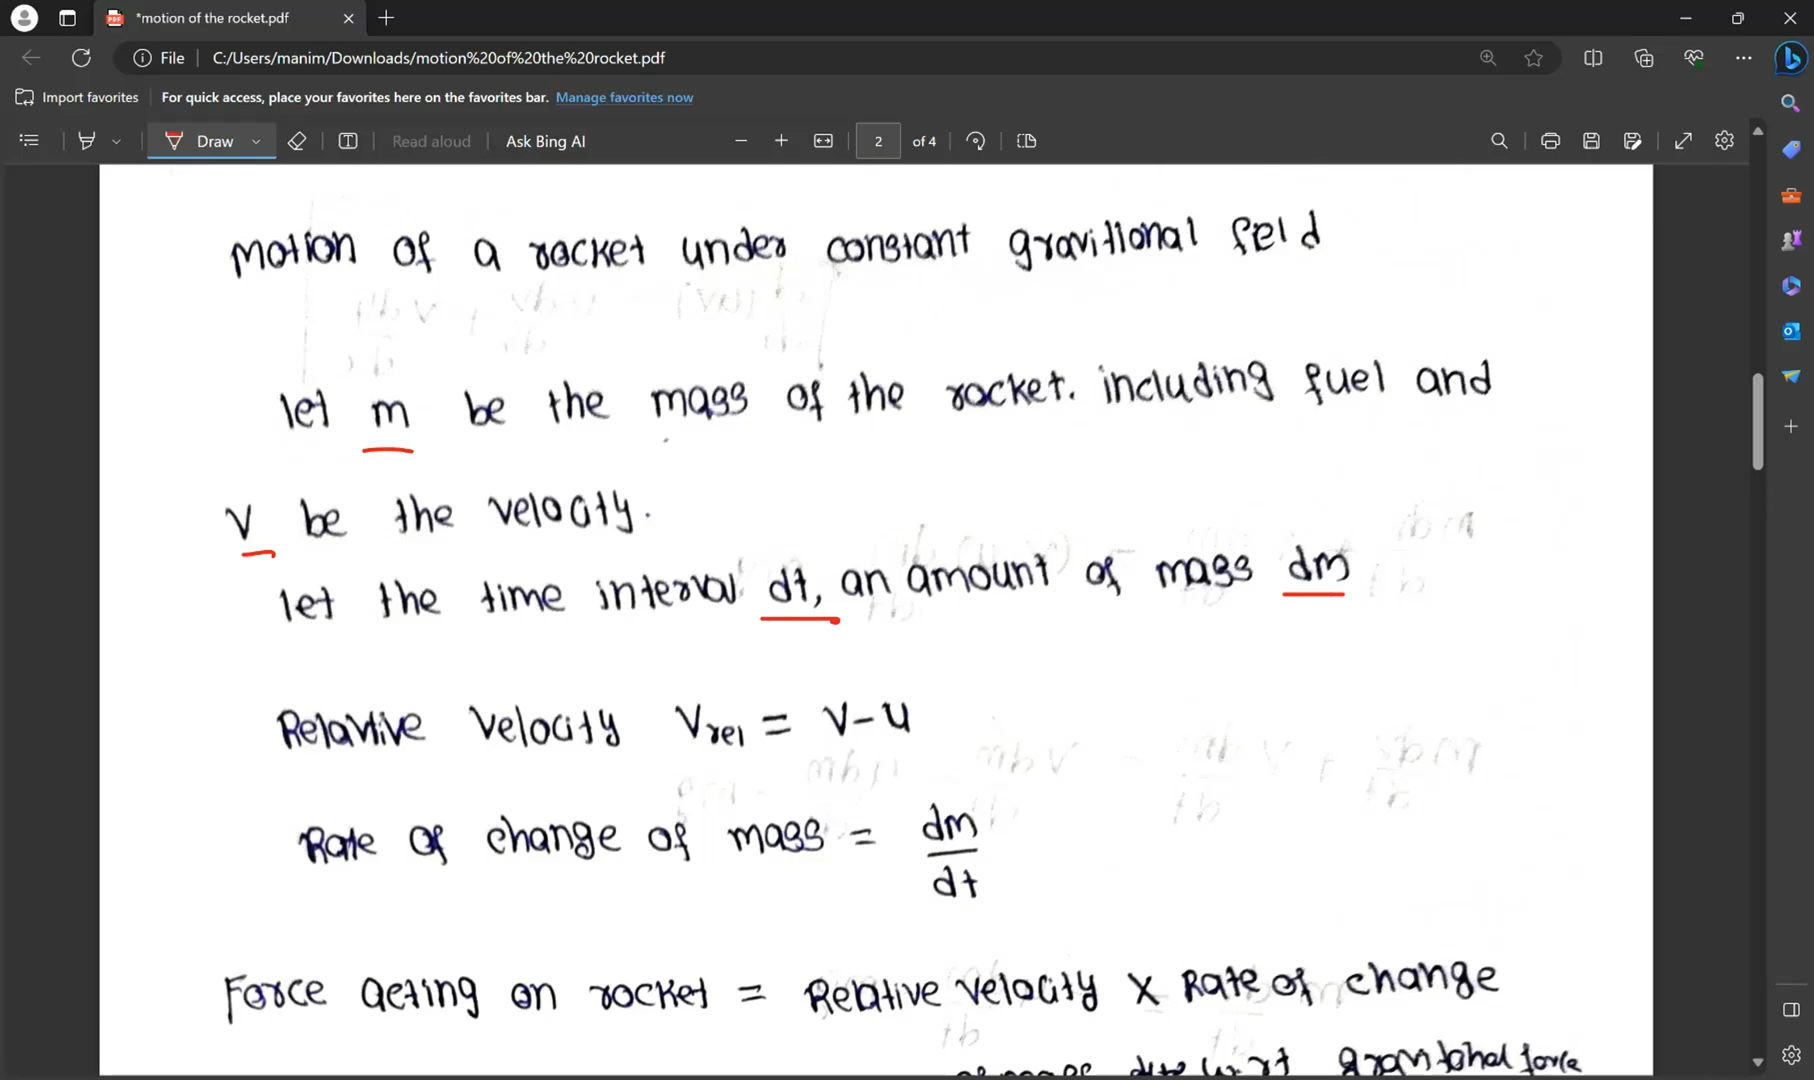 *motion of the rocket.pdf
File C:/Users/manim/Downloads/motion%20of%20the%20rocket.pdf
Import favorites For quick access, place your favorites here on the favorites bar. Manage favorites now
Draw Read aloud Ask Bing AI 2 of 4
motion of a rocket under constant gravitional feild
let m be the mass of the rocket. including fuel and
V be the velocity.
let the time interval dt, an amount of mass dm
Relative velocity Vrel = V-u
Rate of change of mass = dm/dt
Force acting on rocket = Relative velocity X Rate of change
of mass gravitonal force